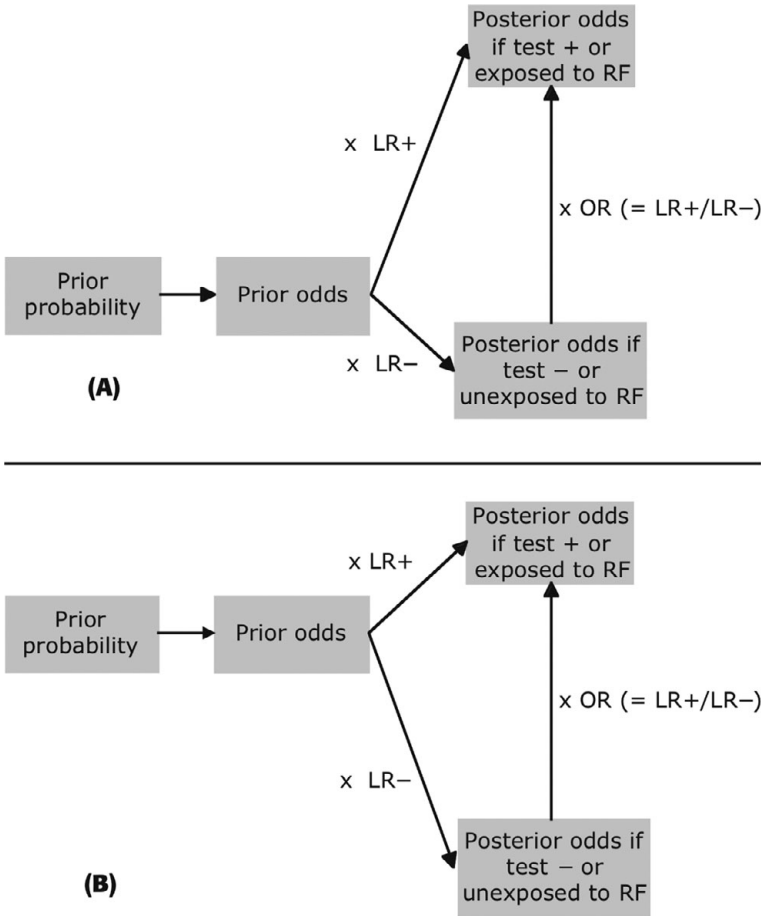 Posterior odds
if test + or
exposed to RF
x LR+
x OR (= LR+/LR−)
Prior
probability
Prior odds
x LR−
Posterior odds if
test − or
unexposed to RF
(A)
Posterior odds
if test + or
exposed to RF
x LR+
Prior
probability
Prior odds
x OR (= LR+/LR−)
x LR−
Posterior odds if
test − or
unexposed to RF
(B)